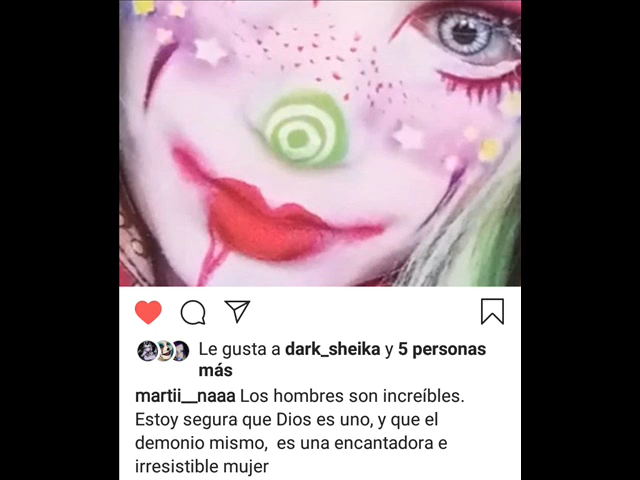 Le gusta a dark_sheika y 5 personas
más
martii__naaa Los hombres son increíbles.
Estoy segura que Dios es uno, y que el
demonio mismo, es una encantadora e
irresistible mujer